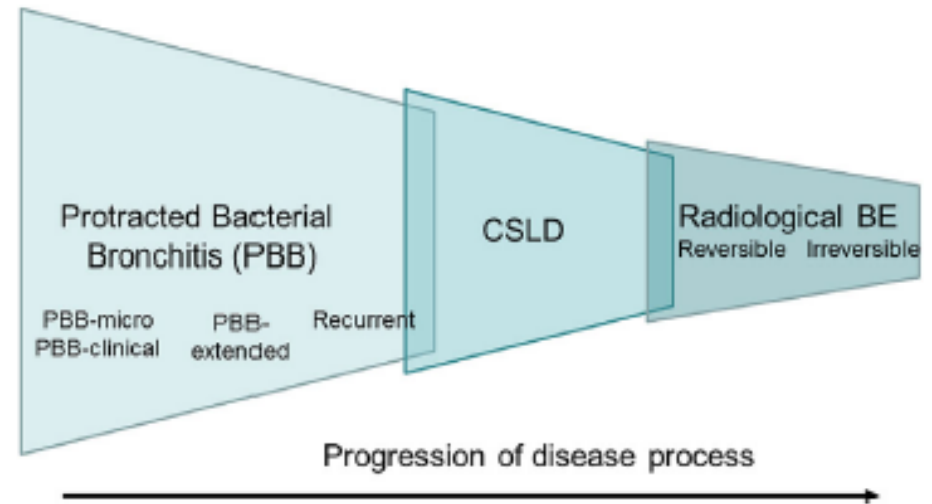 Protracted Bacterial
Bronchitis (PBB)
PBB-micro
PBB-clinical
PBB-
extended
Recurrent
CSLD
Radiological BE
Reversible Irreversible
Progression of disease process